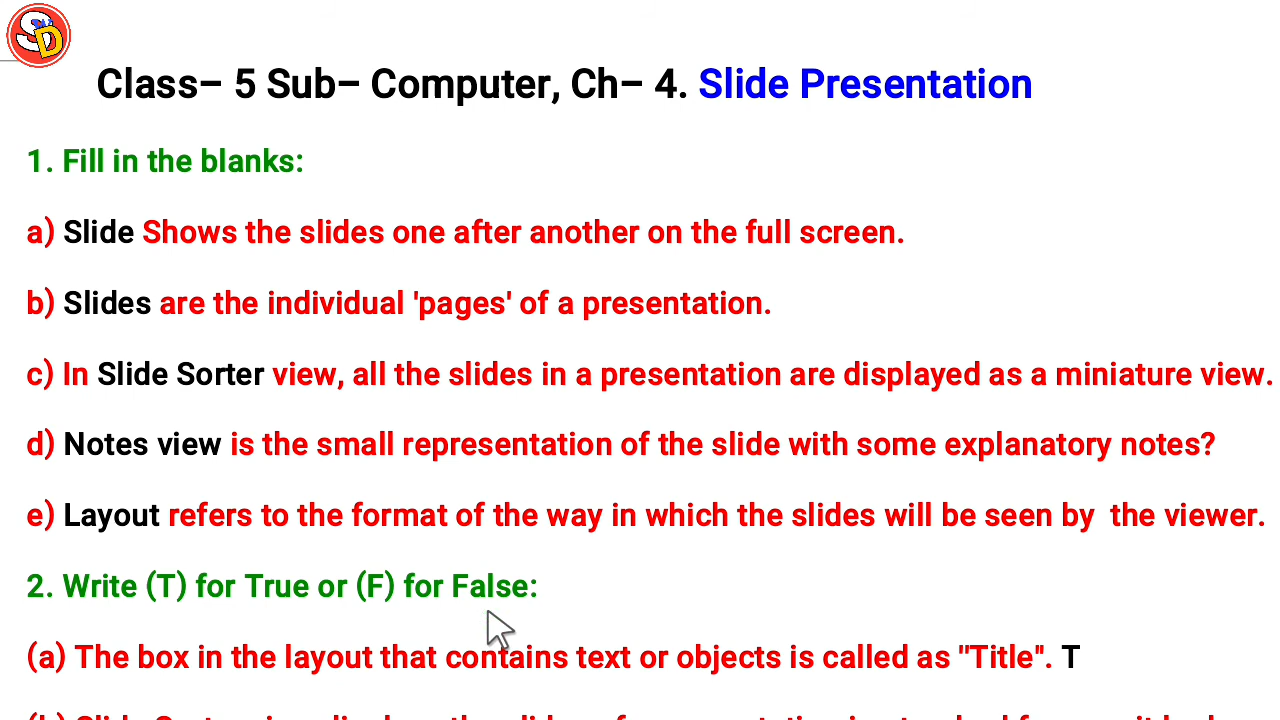 SD
Class– 5 Sub– Computer, Ch– 4. Slide Presentation
1. Fill in the blanks:
a) Slide Shows the slides one after another on the full screen.
b) Slides are the individual 'pages' of a presentation.
c) In Slide Sorter view, all the slides in a presentation are displayed as a miniature view.
d) Notes view is the small representation of the slide with some explanatory notes?
e) Layout refers to the format of the way in which the slides will be seen by  the viewer.
2. Write (T) for True or (F) for False:
(a) The box in the layout that contains text or objects is called as "Title". T